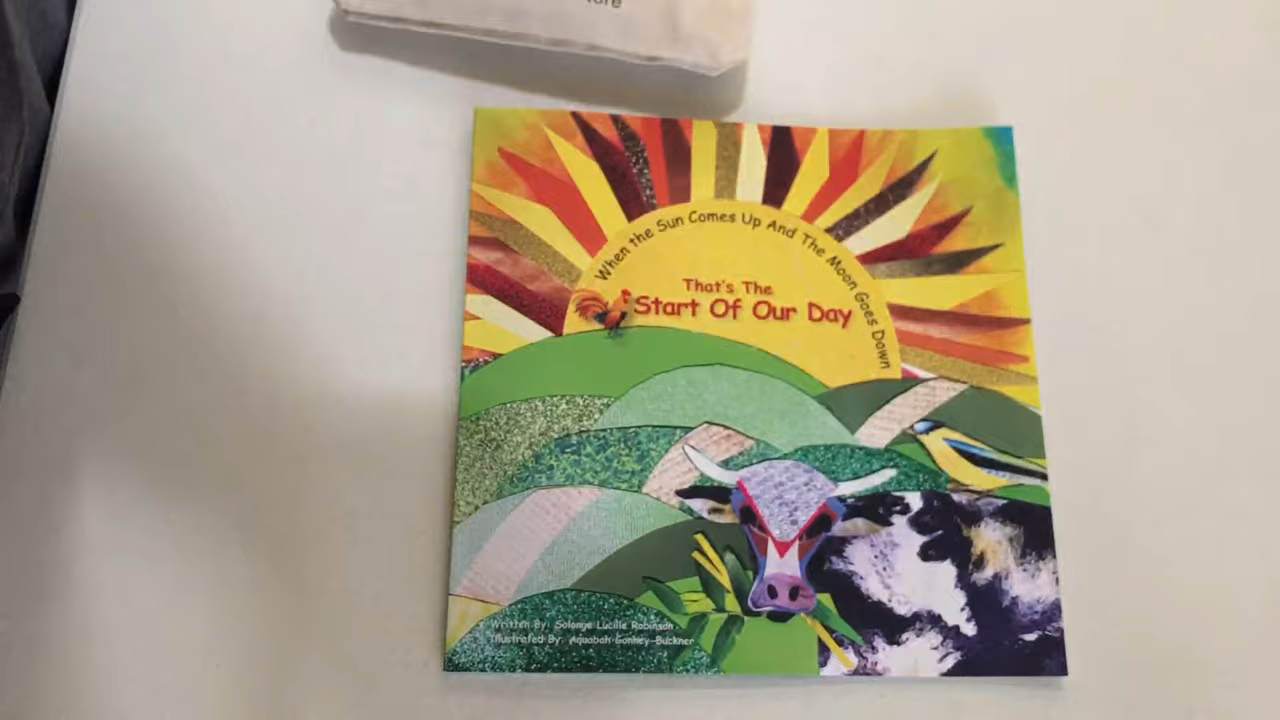 When the Sun Comes Up And The Moon Goes Down
That's The
Start Of Our Day
Written By: Solange Lucille Robinson
Illustrated By: Aquabah Gonney-Buckner